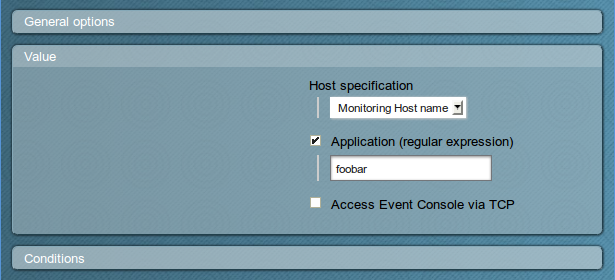 General options
Value
Host specification
Monitoring Host name
Application (regular expression)
foobar
Access Event Console via TCP
Conditions